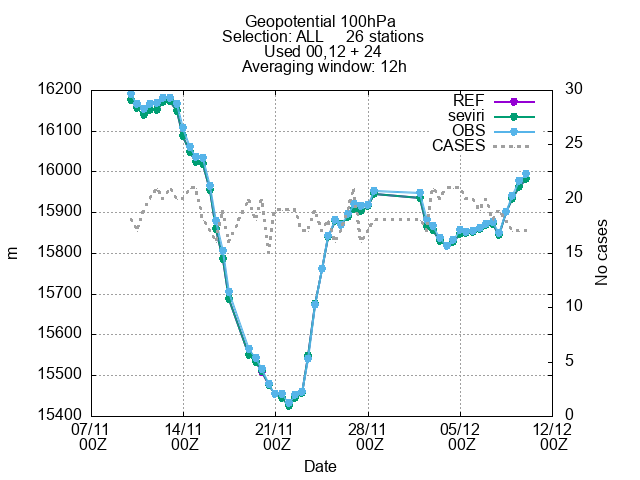 Geopotential 100hPa
Selection: ALL 26 stations
Used 00,12 + 24
Averaging window: 12h
REF
seviri
OBS
CASES
16200
16100
16000
15900
15800
15700
15600
15500
15400
m
30
25
20
15
10
5
0
No cases
07/11 14/11 21/11 28/11 05/12 12/12
00Z 00Z 00Z 00Z 00Z 00Z
Date